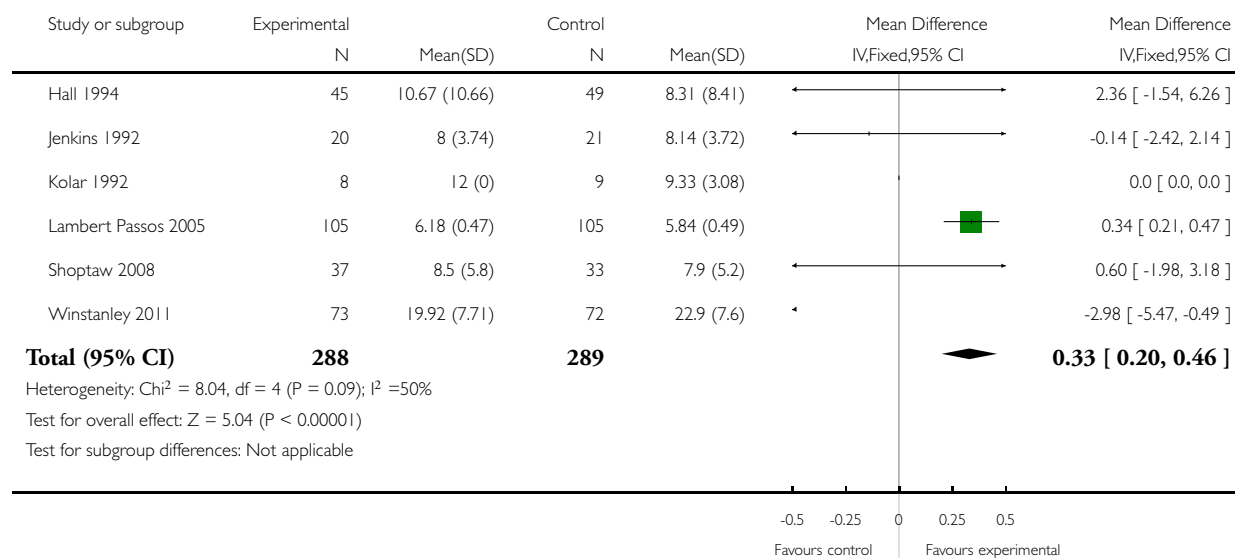 Study or subgroup Experimental Control Mean Difference Mean Difference
N Mean(SD) N Mean(SD) IV,Fixed,95% CI IV,Fixed,95% CI
Hall 1994 45 10.67 (10.66) 49 8.31 (8.41) 2.36 [ -1.54, 6.26 ]
Jenkins 1992 20 8 (3.74) 21 8.14 (3.72) -0.14 [ -2.42, 2.14 ]
Kolar 1992 8 12 (0) 9 9.33 (3.08) 0.0 [ 0.0, 0.0 ]
Lambert Passos 2005 105 6.18 (0.47) 105 5.84 (0.49) 0.34 [ 0.21, 0.47 ]
Shoptaw 2008 37 8.5 (5.8) 33 7.9 (5.2) 0.60 [ -1.98, 3.18 ]
Winstanley 2011 73 19.92 (7.71) 72 22.9 (7.6) -2.98 [ -5.47, -0.49 ]
Total (95% CI) 288 289 0.33 [ 0.20, 0.46 ]
Heterogeneity: Chi² = 8.04, df = 4 (P = 0.09); I² =50%
Test for overall effect: Z = 5.04 (P < 0.00001)
Test for subgroup differences: Not applicable
-0.5 -0.25 0 0.25 0.5
Favours control Favours experimental